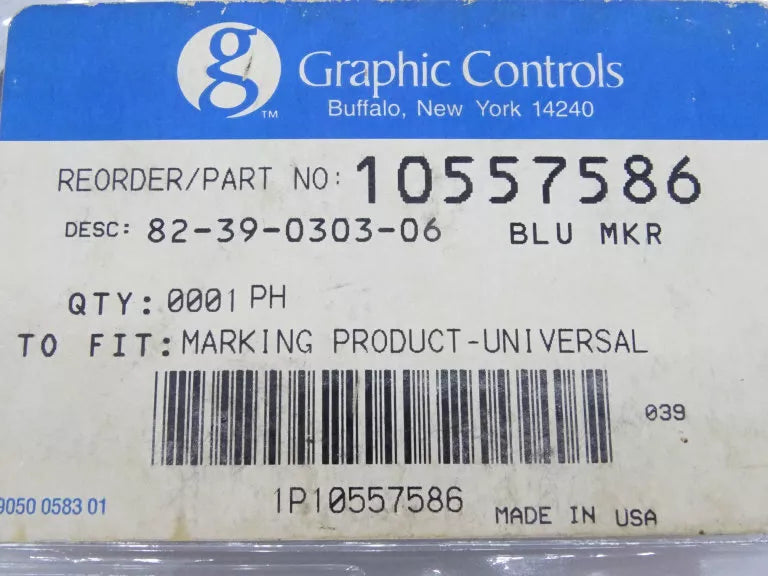 g ™ Graphic Controls
Buffalo, New York 14240
REORDER/PART NO: 10557586
DESC: 82-39-0303-06 BLU MKR
QTY: 0001 PH
TO FIT: MARKING PRODUCT-UNIVERSAL
039
9050 0583 01
1P10557586
MADE IN USA